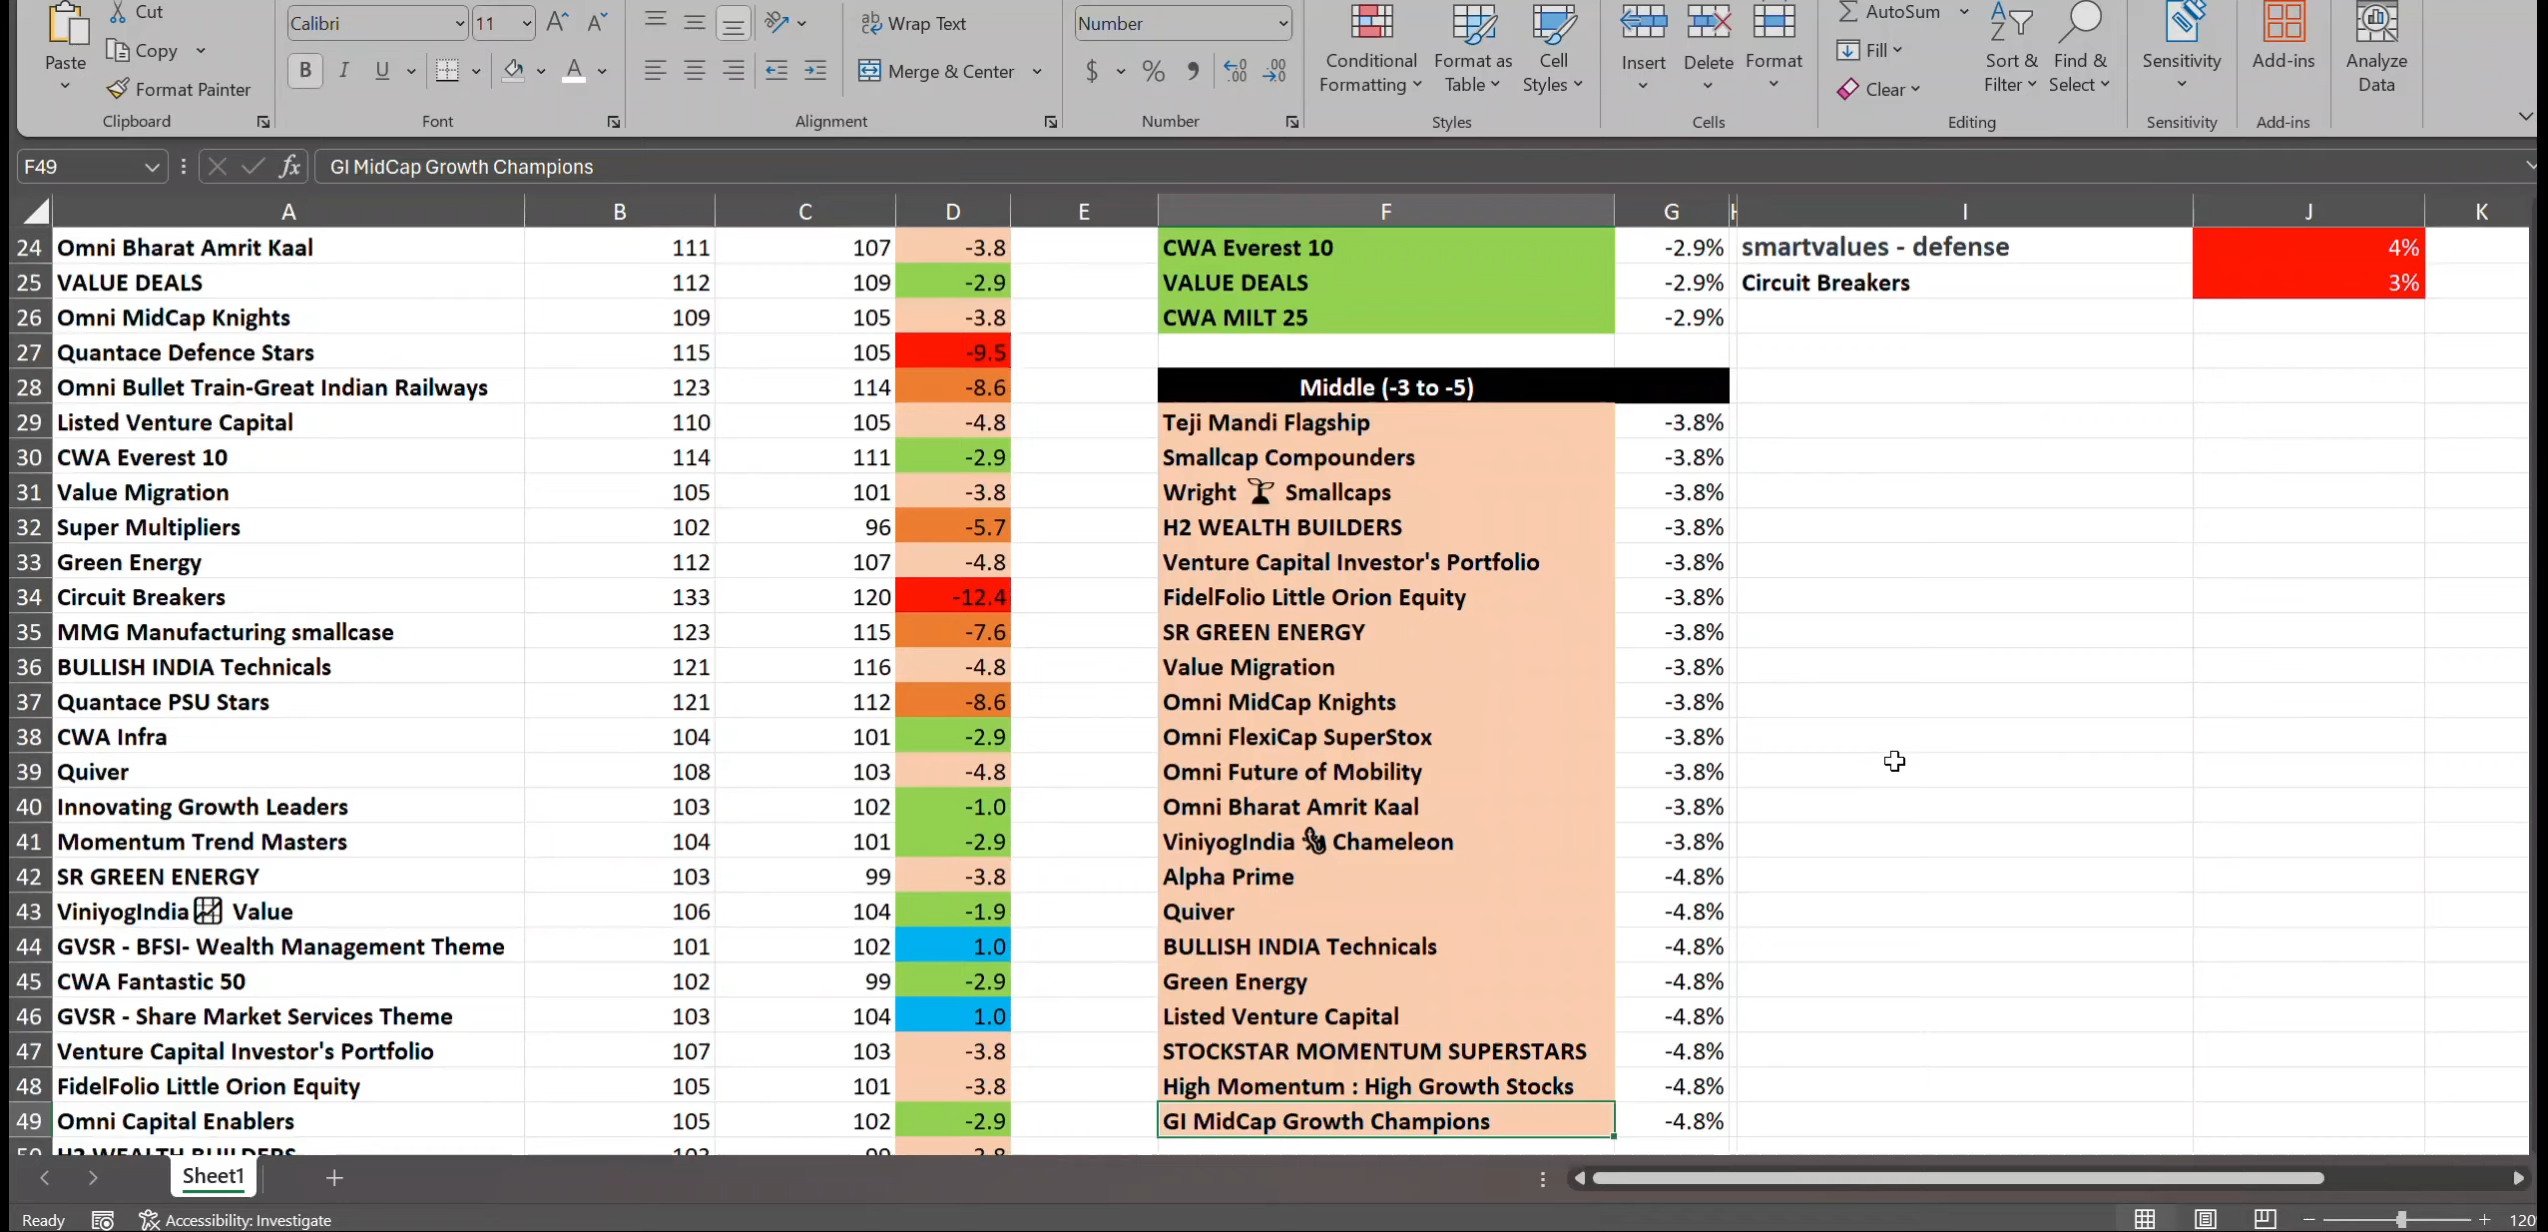 Cut
Copy
Paste
Format Painter
Clipboard
Calibri
11
B I U
Font
Wrap Text
Merge & Center
Alignment
Number
$ % ,
Number
Conditional Formatting
Format as Table
Cell Styles
Styles
Insert
Delete
Format
Cells
AutoSum
Fill
Clear
Sort & Filter
Find & Select
Editing
Sensitivity
Sensitivity
Add-ins
Add-ins
Analyze Data
F49 fx GI MidCap Growth Champions
A B C D E F G H I J K
24 Omni Bharat Amrit Kaal 111 107 -3.8 CWA Everest 10 -2.9% smartvalues - defense 4%
25 VALUE DEALS 112 109 -2.9 VALUE DEALS -2.9% Circuit Breakers 3%
26 Omni MidCap Knights 109 105 -3.8 CWA MILT 25 -2.9%
27 Quantace Defence Stars 115 105 -9.5
28 Omni Bullet Train-Great Indian Railways 123 114 -8.6 Middle (-3 to -5)
29 Listed Venture Capital 110 105 -4.8 Teji Mandi Flagship -3.8%
30 CWA Everest 10 114 111 -2.9 Smallcap Compounders -3.8%
31 Value Migration 105 101 -3.8 Wright Smallcaps -3.8%
32 Super Multipliers 102 96 -5.7 H2 WEALTH BUILDERS -3.8%
33 Green Energy 112 107 -4.8 Venture Capital Investor's Portfolio -3.8%
34 Circuit Breakers 133 120 -12.4 FidelFolio Little Orion Equity -3.8%
35 MMG Manufacturing smallcase 123 115 -7.6 SR GREEN ENERGY -3.8%
36 BULLISH INDIA Technicals 121 116 -4.8 Value Migration -3.8%
37 Quantace PSU Stars 121 112 -8.6 Omni MidCap Knights -3.8%
38 CWA Infra 104 101 -2.9 Omni FlexiCap SuperStox -3.8%
39 Quiver 108 103 -4.8 Omni Future of Mobility -3.8%
40 Innovating Growth Leaders 103 102 -1.0 Omni Bharat Amrit Kaal -3.8%
41 Momentum Trend Masters 104 101 -2.9 ViniyogIndia Chameleon -3.8%
42 SR GREEN ENERGY 103 99 -3.8 Alpha Prime -4.8%
43 ViniyogIndia Value 106 104 -1.9 Quiver -4.8%
44 GVSR - BFSI- Wealth Management Theme 101 102 1.0 BULLISH INDIA Technicals -4.8%
45 CWA Fantastic 50 102 99 -2.9 Green Energy -4.8%
46 GVSR - Share Market Services Theme 103 104 1.0 Listed Venture Capital -4.8%
47 Venture Capital Investor's Portfolio 107 103 -3.8 STOCKSTAR MOMENTUM SUPERSTARS -4.8%
48 FidelFolio Little Orion Equity 105 101 -3.8 High Momentum : High Growth Stocks -4.8%
49 Omni Capital Enablers 105 102 -2.9 GI MidCap Growth Champions -4.8%
Sheet1
Ready Accessibility: Investigate 120